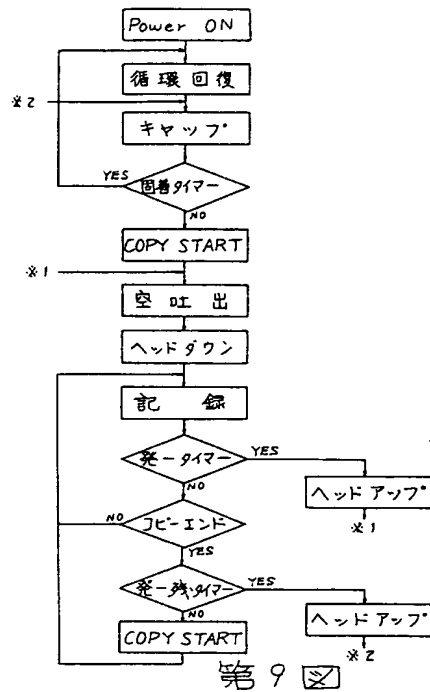 Power ON
循環回復
※2
キャップ
YES
固着タイマー
NO
COPY START
※1
空吐出
ヘッドダウン
記録
発一タイマー
YES
NO
ヘッドアップ
※1
NO
コピーエンド
YES
発一残タイマー
YES
NO
ヘッドアップ
※2
COPY START
第9図